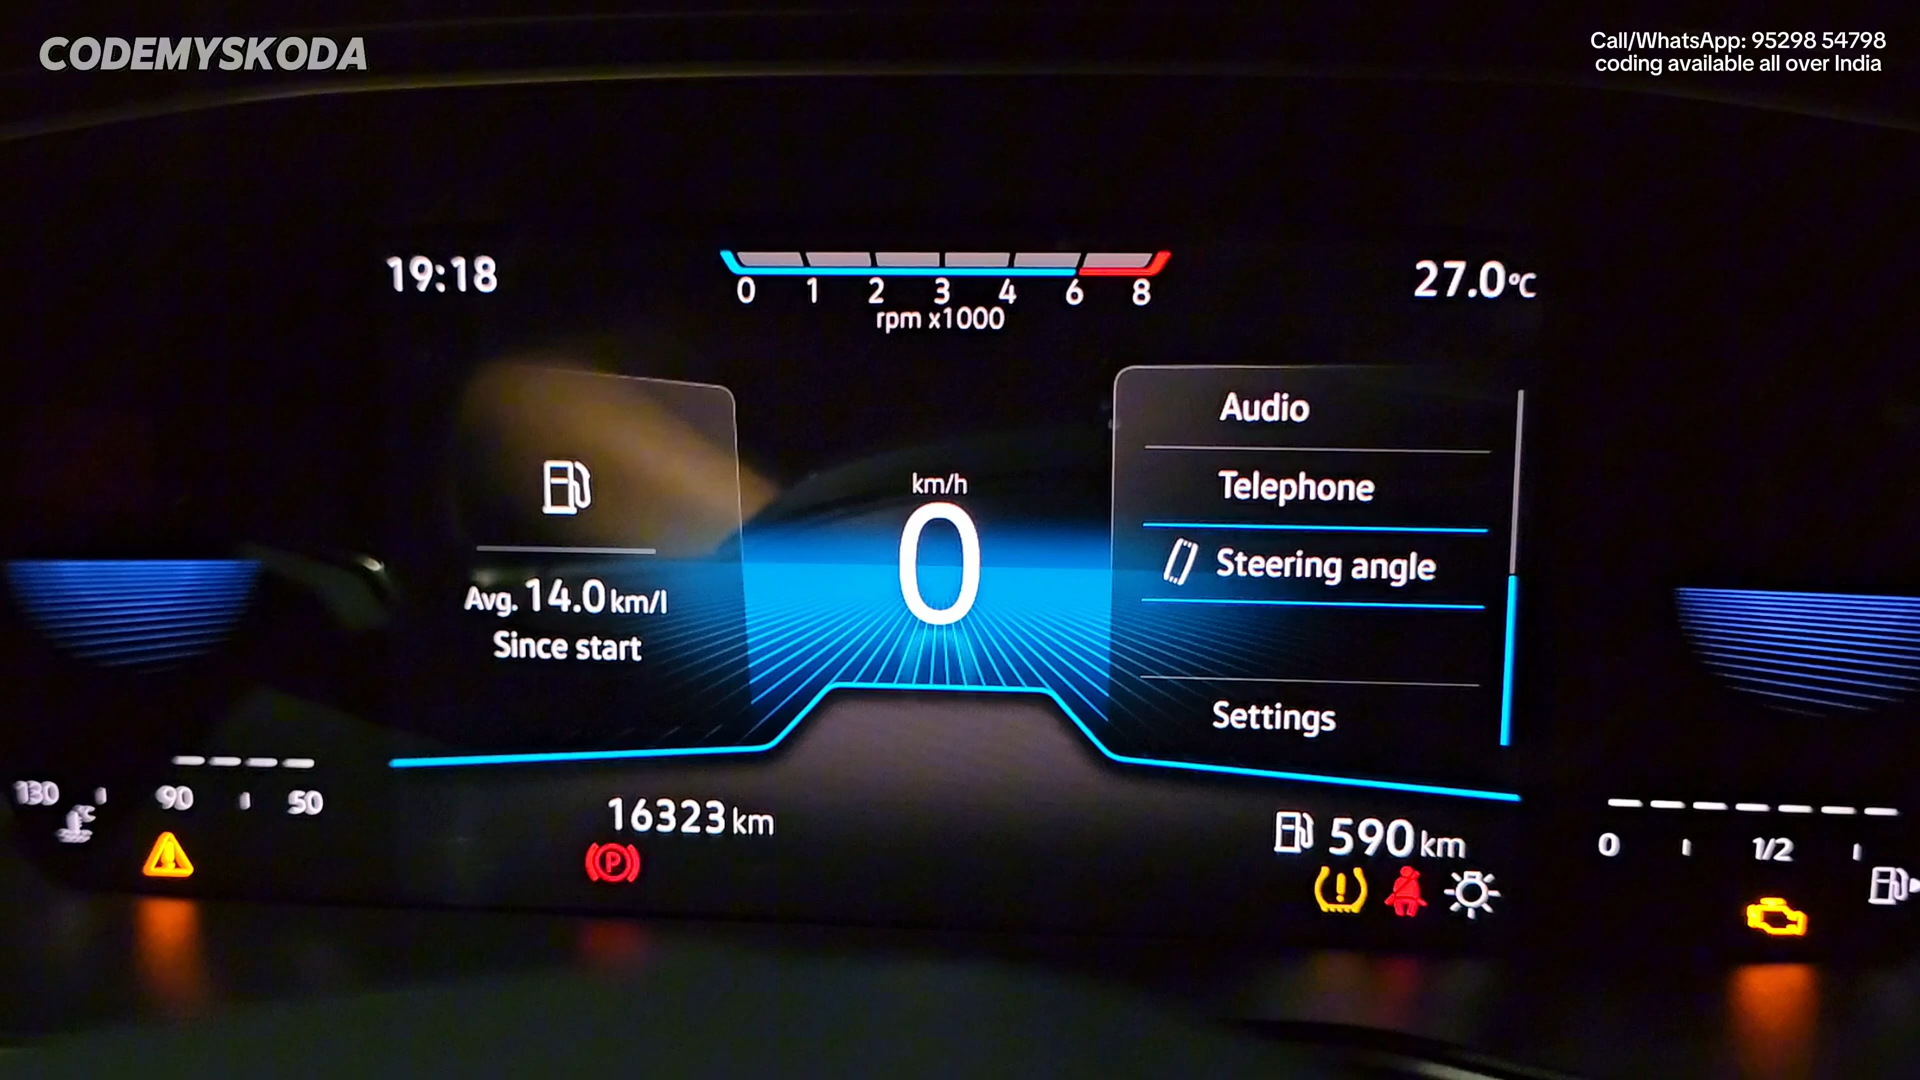 CODEMYSKODA
Call/WhatsApp: 95298 54798
coding available all over India
19:18
0 1 2 3 4 6 8
rpm x1000
27.0°C
Audio
Telephone
Steering angle
Settings
km/h
0
Avg. 14.0 km/l
Since start
130 90 50
°C
16323 km
P
590 km
0 1/2